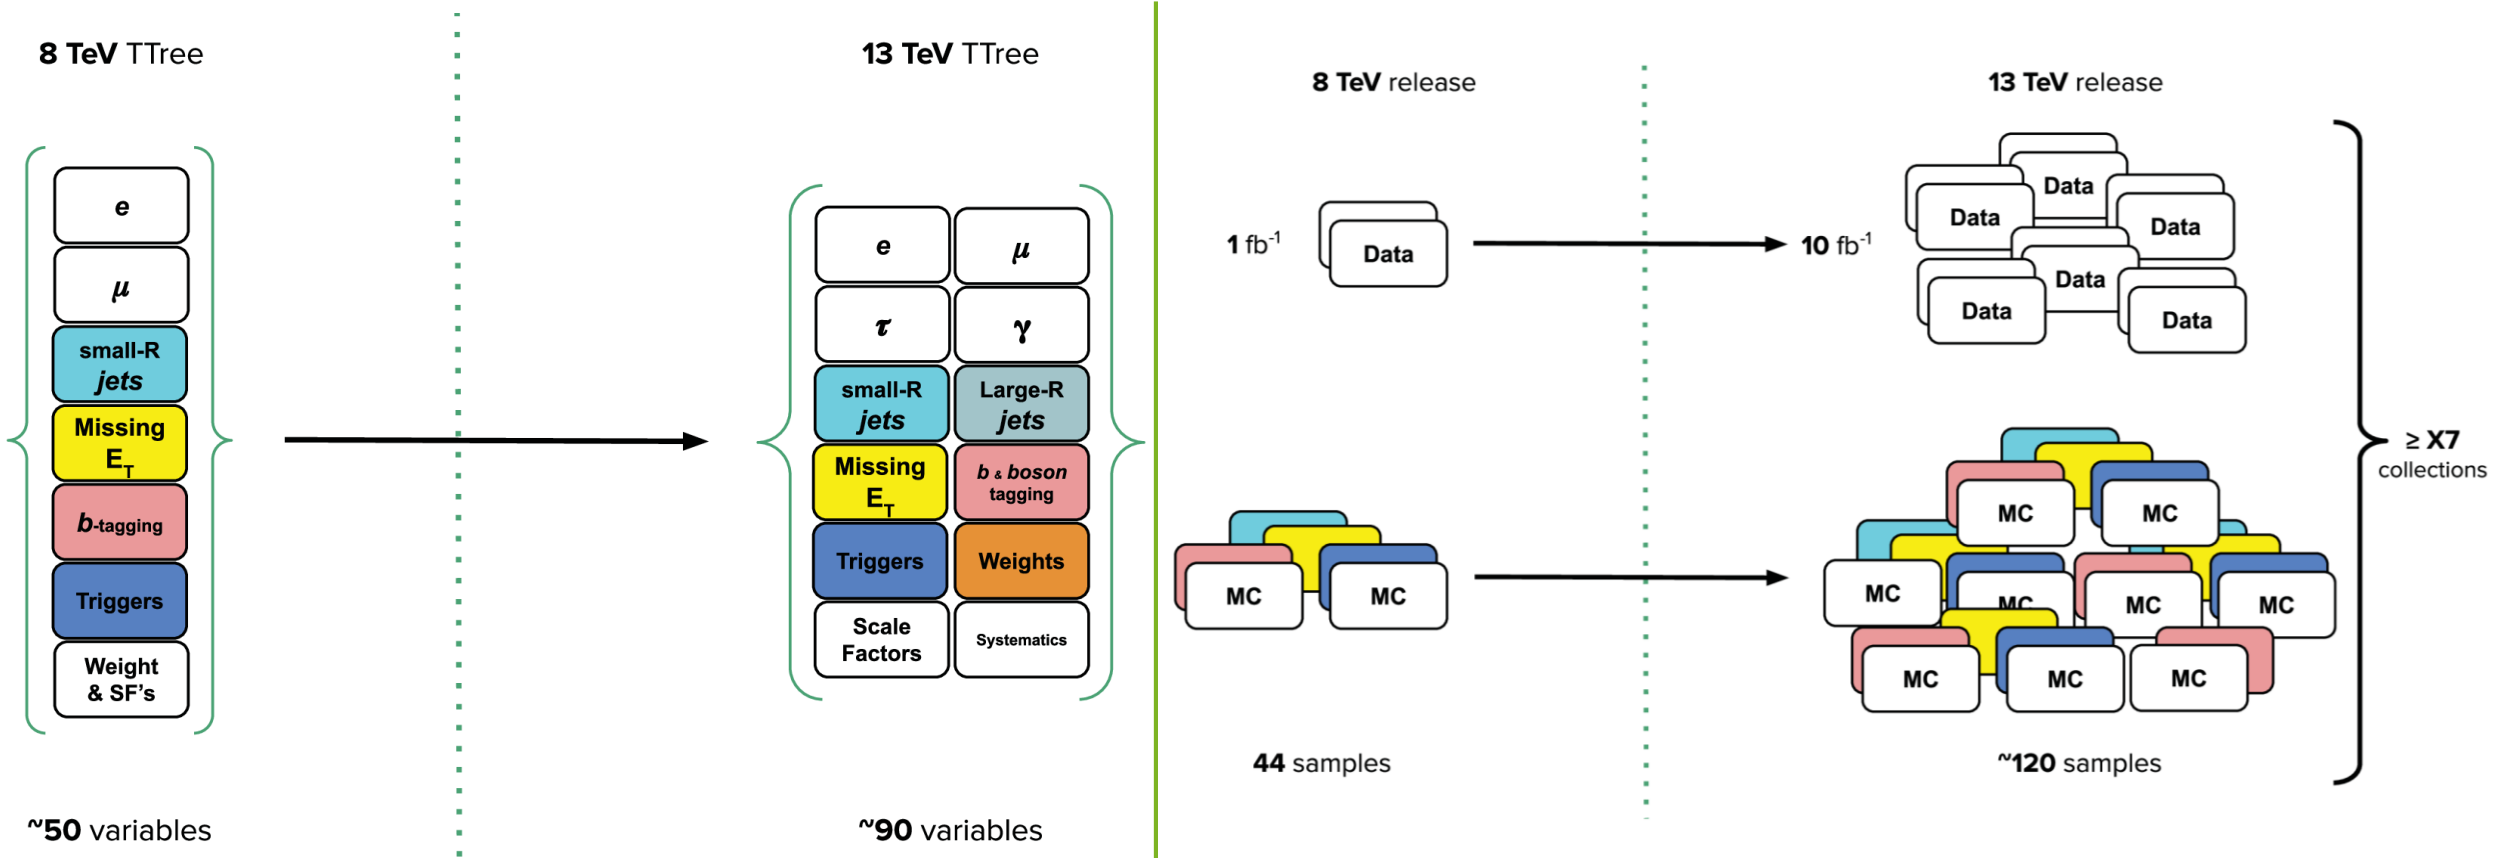 8 TeV TTree
e
μ
small-R
jets
Missing
E_T
b-tagging
Triggers
Weight
& SF's
~50 variables
13 TeV TTree
e
μ
τ
γ
small-R
jets
Large-R
jets
Missing
E_T
b & boson
tagging
Triggers
Weights
Scale
Factors
Systematics
~90 variables
8 TeV release
1 fb⁻¹
Data
MC
MC
44 samples
13 TeV release
10 fb⁻¹
Data
Data
Data
Data
Data
Data
MC
MC
MC
MC
MC
MC
MC
MC
MC
~120 samples
≥ X7
collections